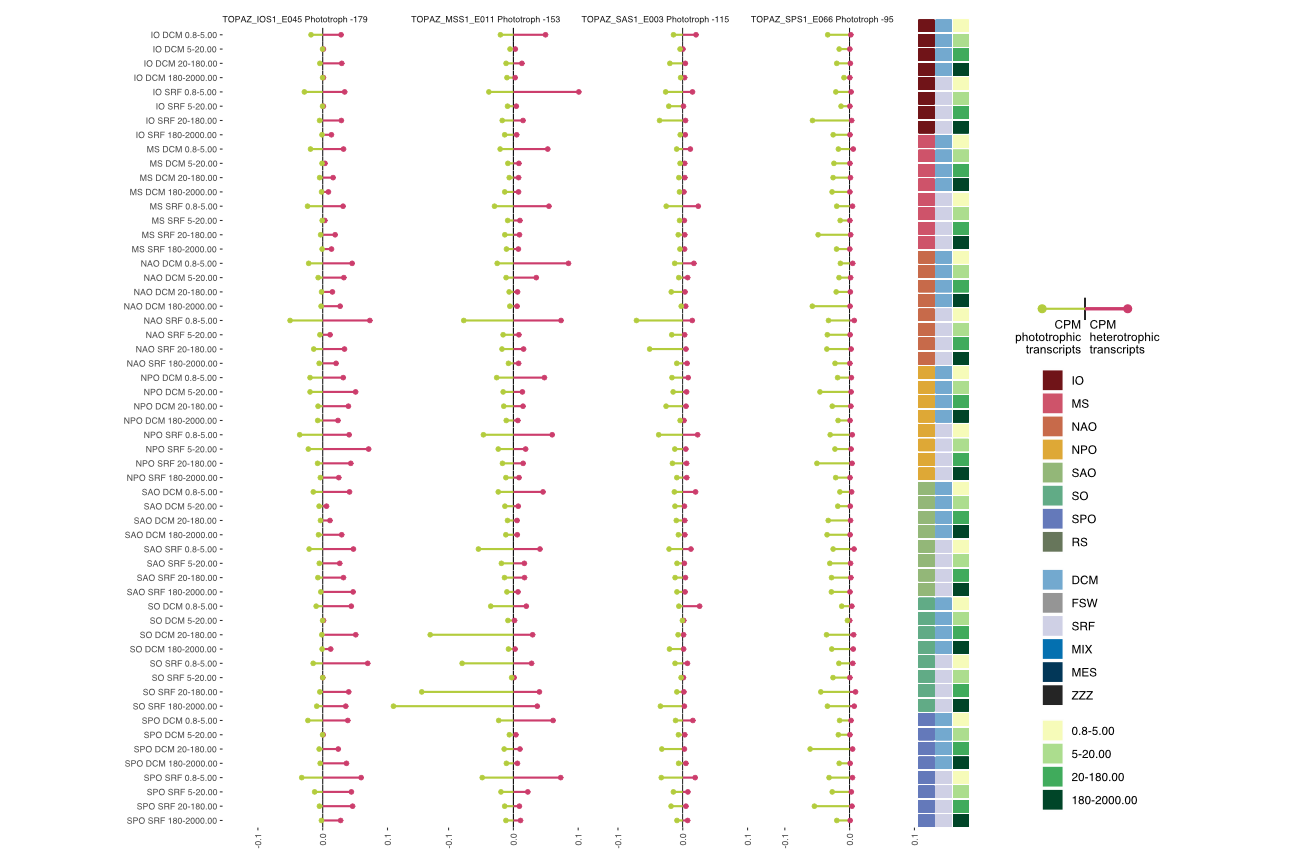 TOPAZ_IOS1_E045 Phototroph -179
TOPAZ_MSS1_E011 Phototroph -153
TOPAZ_SAS1_E003 Phototroph -115
TOPAZ_SPS1_E066 Phototroph -95
IO DCM 0.8-5.00
IO DCM 5-20.00
IO DCM 20-180.00
IO DCM 180-2000.00
IO SRF 0.8-5.00
IO SRF 5-20.00
IO SRF 20-180.00
IO SRF 180-2000.00
MS DCM 0.8-5.00
MS DCM 5-20.00
MS DCM 20-180.00
MS DCM 180-2000.00
MS SRF 0.8-5.00
MS SRF 5-20.00
MS SRF 20-180.00
MS SRF 180-2000.00
NAO DCM 0.8-5.00
NAO DCM 5-20.00
NAO DCM 20-180.00
NAO DCM 180-2000.00
NAO SRF 0.8-5.00
NAO SRF 5-20.00
NAO SRF 20-180.00
NAO SRF 180-2000.00
NPO DCM 0.8-5.00
NPO DCM 5-20.00
NPO DCM 20-180.00
NPO DCM 180-2000.00
NPO SRF 0.8-5.00
NPO SRF 5-20.00
NPO SRF 20-180.00
NPO SRF 180-2000.00
SAO DCM 0.8-5.00
SAO DCM 5-20.00
SAO DCM 20-180.00
SAO DCM 180-2000.00
SAO SRF 0.8-5.00
SAO SRF 5-20.00
SAO SRF 20-180.00
SAO SRF 180-2000.00
SO DCM 0.8-5.00
SO DCM 5-20.00
SO DCM 20-180.00
SO DCM 180-2000.00
SO SRF 0.8-5.00
SO SRF 5-20.00
SO SRF 20-180.00
SO SRF 180-2000.00
SPO DCM 0.8-5.00
SPO DCM 5-20.00
SPO DCM 20-180.00
SPO DCM 180-2000.00
SPO SRF 0.8-5.00
SPO SRF 5-20.00
SPO SRF 20-180.00
SPO SRF 180-2000.00
-0.1
0.0
0.1
-0.1
0.0
0.1
-0.1
0.0
0.1
-0.1
0.0
0.1
CPM
phototrophic
transcripts
CPM
heterotrophic
transcripts
IO
MS
NAO
NPO
SAO
SO
SPO
RS
DCM
FSW
SRF
MIX
MES
ZZZ
0.8-5.00
5-20.00
20-180.00
180-2000.00